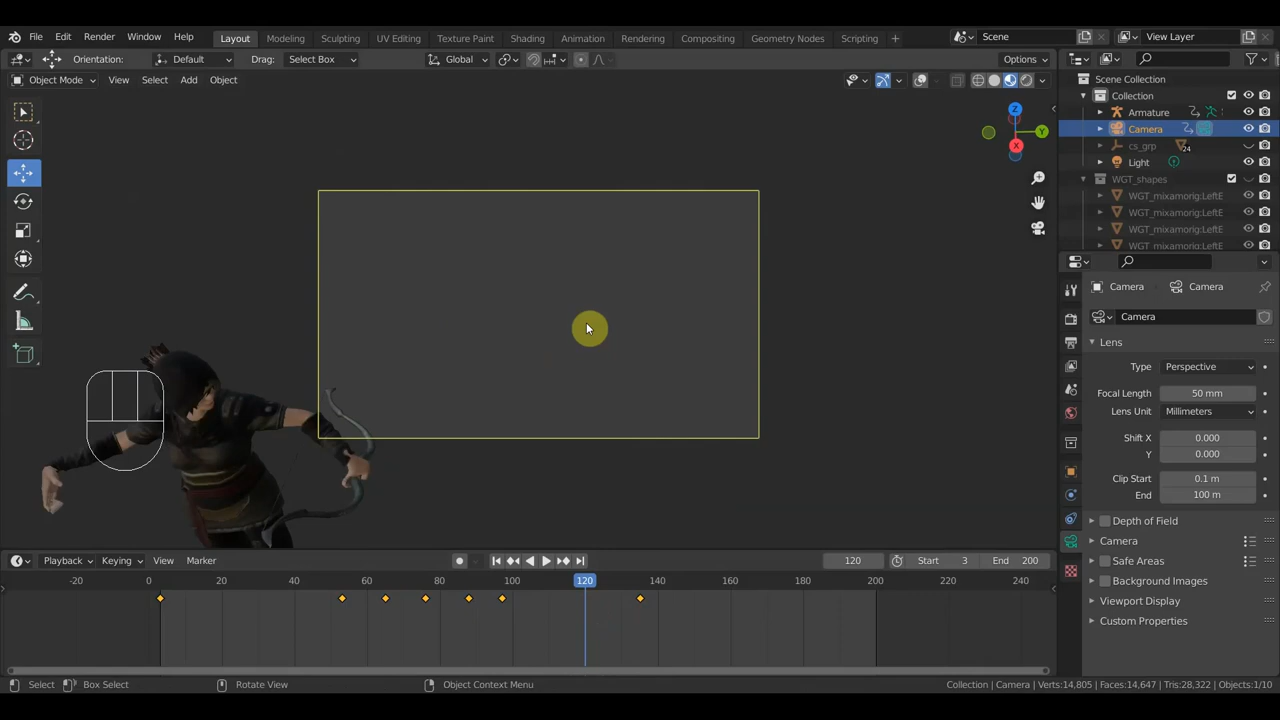 File Edit Render Window Help Layout Modeling Sculpting UV Editing Texture Paint Shading Animation Rendering Compositing Geometry Nodes Scripting + Scene View Layer
Orientation: Default Drag: Select Box Global Options
Object Mode View Select Add Object
Scene Collection
Collection
Armature
Camera
cs_grp 24
Light
WGT_shapes
WGT_mixamorig:LeftE
WGT_mixamorig:LeftE
WGT_mixamorig:LeftE
WGT_mixamorig:LeftE
Z
Y
X
Camera Camera
Camera
Lens
Type Perspective
Focal Length 50 mm
Lens Unit Millimeters
Shift X 0.000
Y 0.000
Clip Start 0.1 m
End 100 m
Depth of Field
Camera
Safe Areas
Background Images
Viewport Display
Custom Properties
Playback Keying View Marker 120 Start 3 End 200
-20 0 20 40 60 80 100 120 140 160 180 200 220 240
Select Box Select Rotate View Object Context Menu Collection | Camera | Verts:14,805 | Faces:14,647 | Tris:28,322 | Objects:1/10